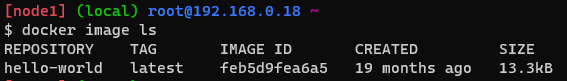 [node1] (local) root@192.168.0.18 ~
$ docker image ls
REPOSITORY TAG IMAGE ID CREATED SIZE
hello-world latest feb5d9fea6a5 19 months ago 13.3kB